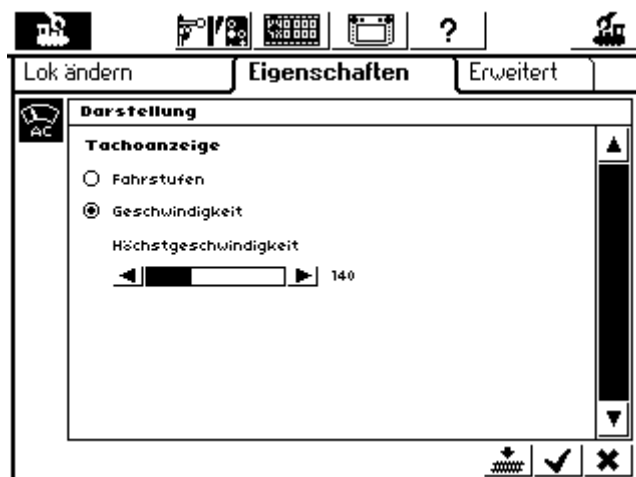 ?
Lok ändern Eigenschaften Erweitert
AC
Darstellung
Tachoanzeige
Fahrstufen
Geschwindigkeit
Höchstgeschwindigkeit
140